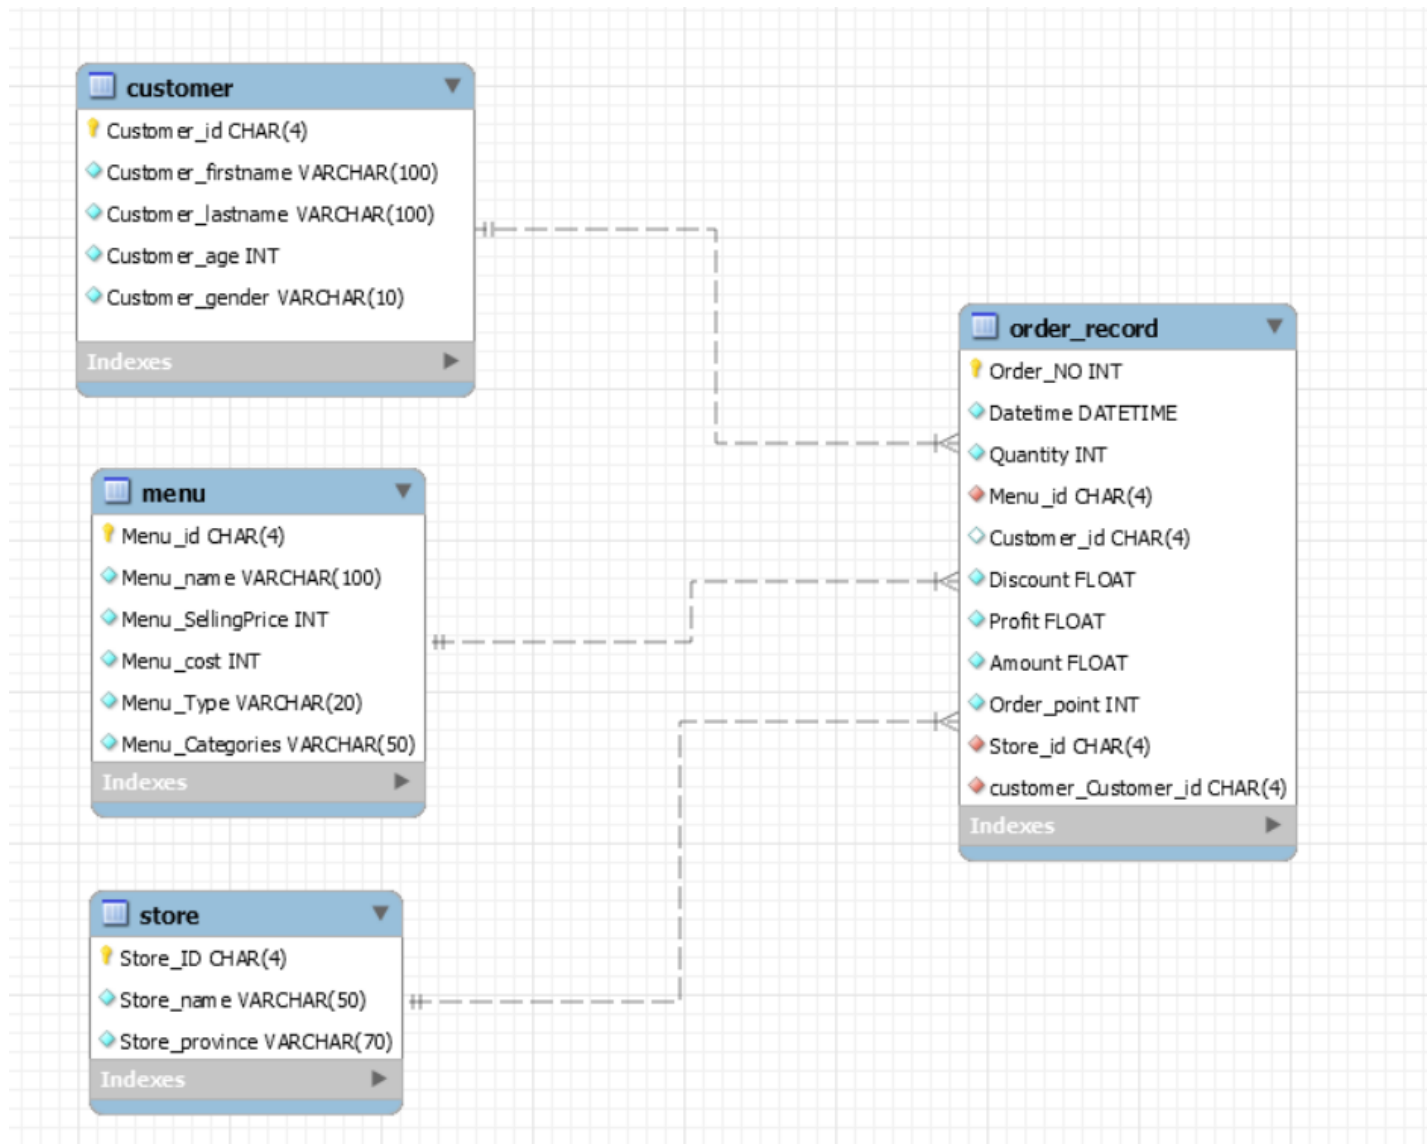 customer
Customer_id CHAR(4)
Customer_firstname VARCHAR(100)
Customer_lastname VARCHAR(100)
Customer_age INT
Customer_gender VARCHAR(10)
Indexes
menu
Menu_id CHAR(4)
Menu_name VARCHAR(100)
Menu_SellingPrice INT
Menu_cost INT
Menu_Type VARCHAR(20)
Menu_Categories VARCHAR(50)
Indexes
store
Store_ID CHAR(4)
Store_name VARCHAR(50)
Store_province VARCHAR(70)
Indexes
order_record
Order_NO INT
Datetime DATETIME
Quantity INT
Menu_id CHAR(4)
Customer_id CHAR(4)
Discount FLOAT
Profit FLOAT
Amount FLOAT
Order_point INT
Store_id CHAR(4)
customer_Customer_id CHAR(4)
Indexes